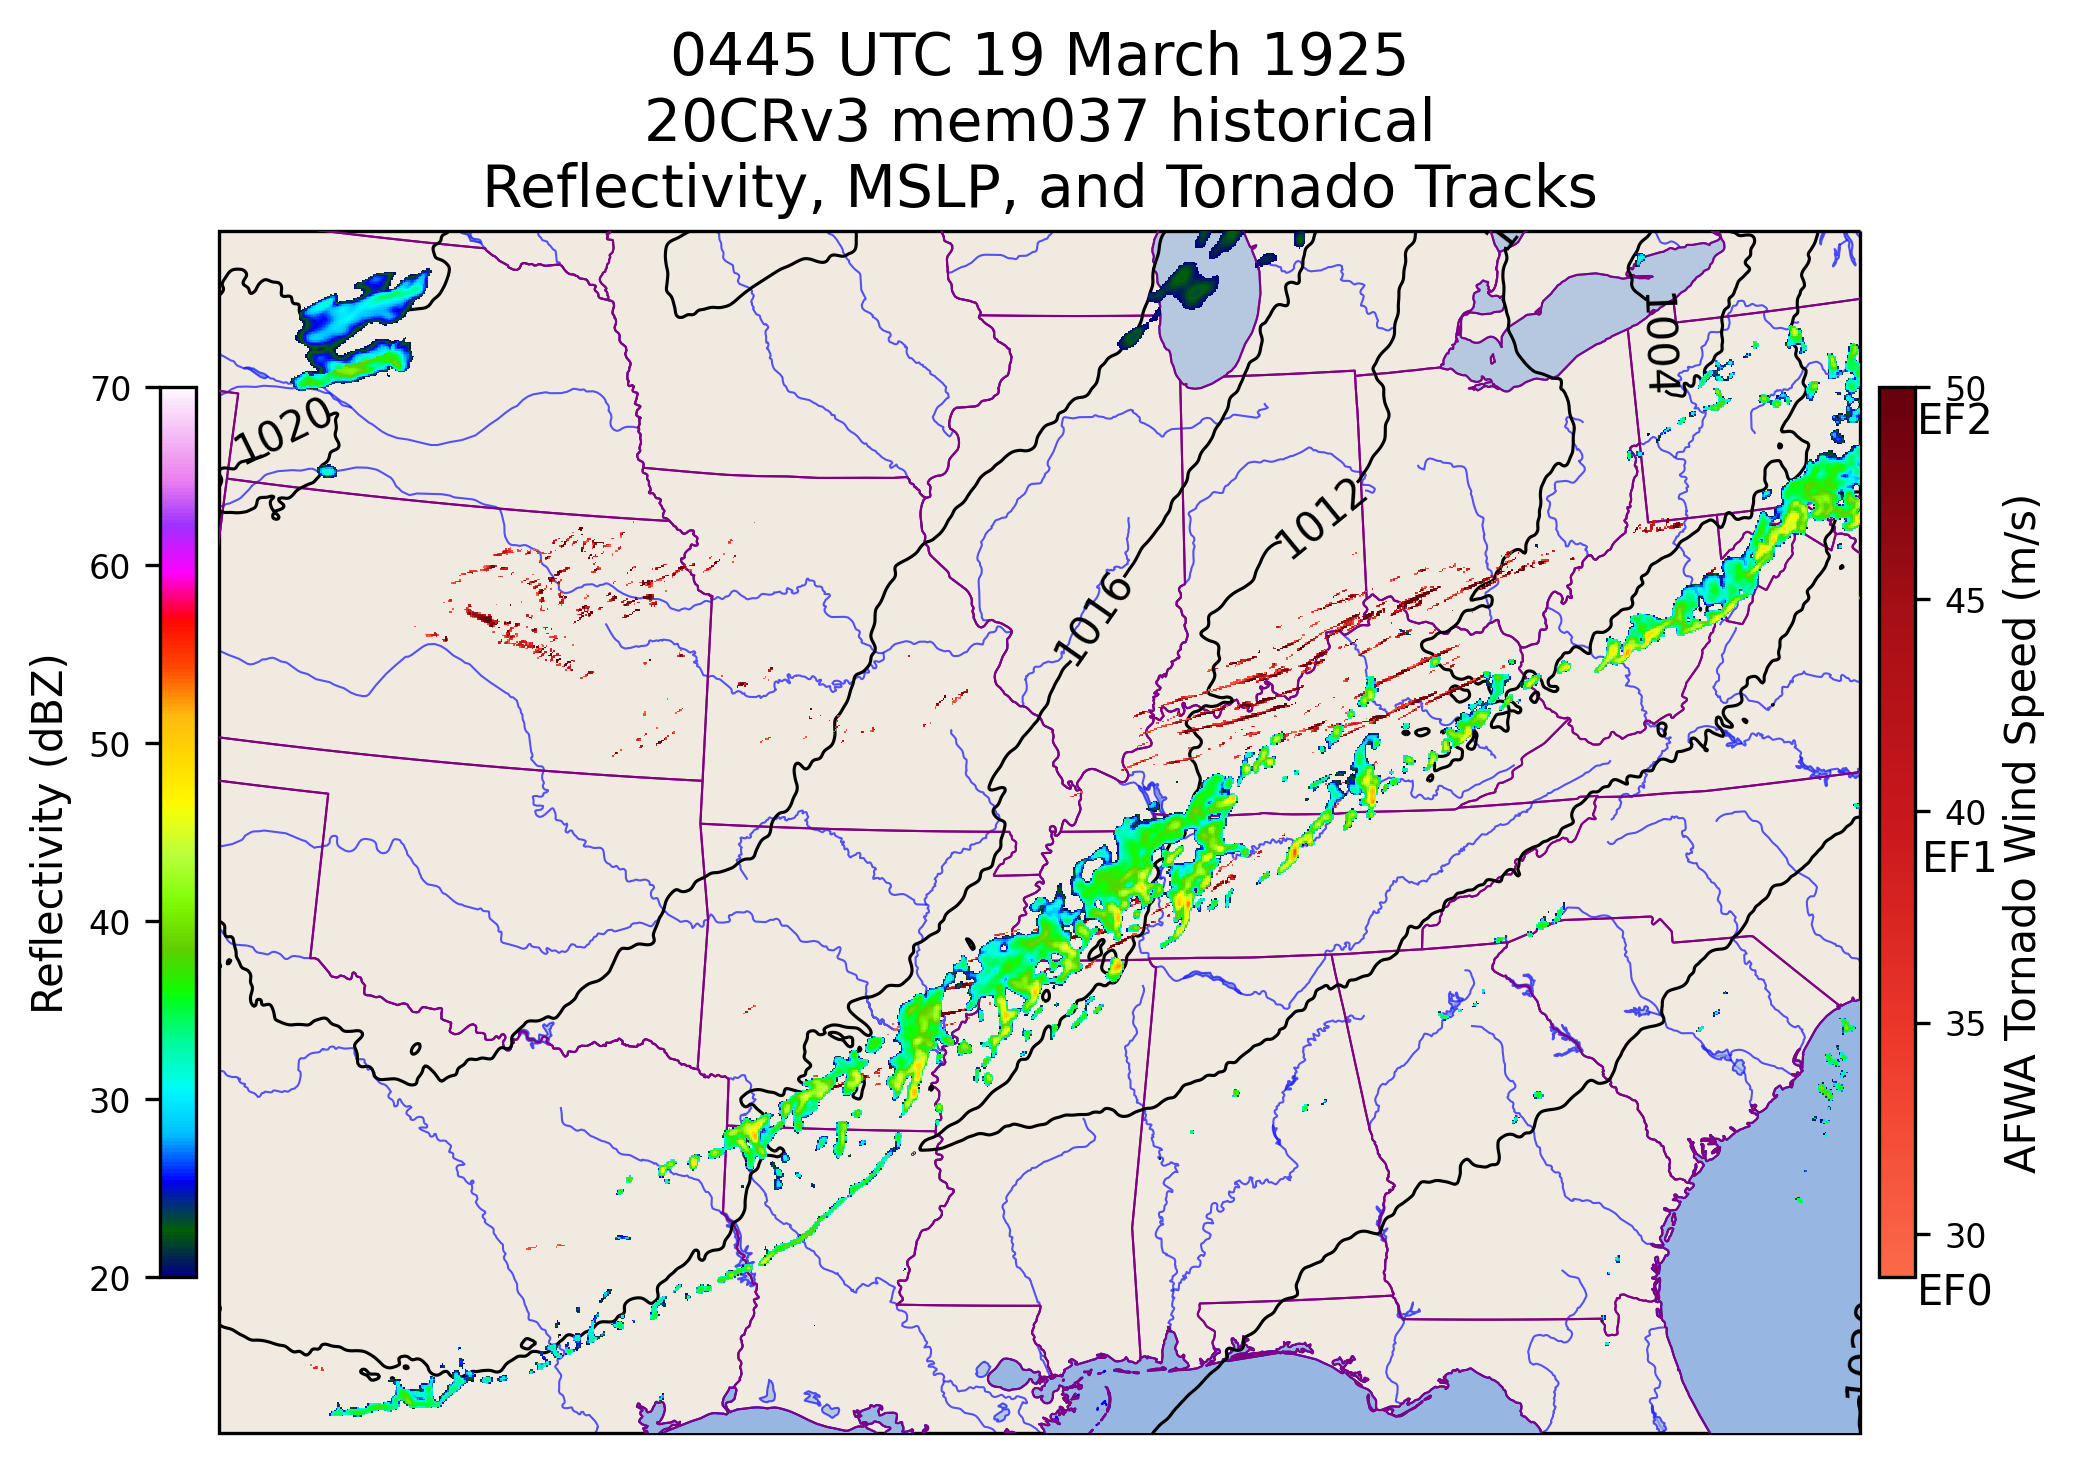 0445 UTC 19 March 1925
20CRv3 mem037 historical
Reflectivity, MSLP, and Tornado Tracks
Reflectivity (dBZ)
70
60
50
40
30
20
1020
1016
1012
1004
50
EF2
45
40
EF1
35
30
EF0
AFWA Tornado Wind Speed (m/s)